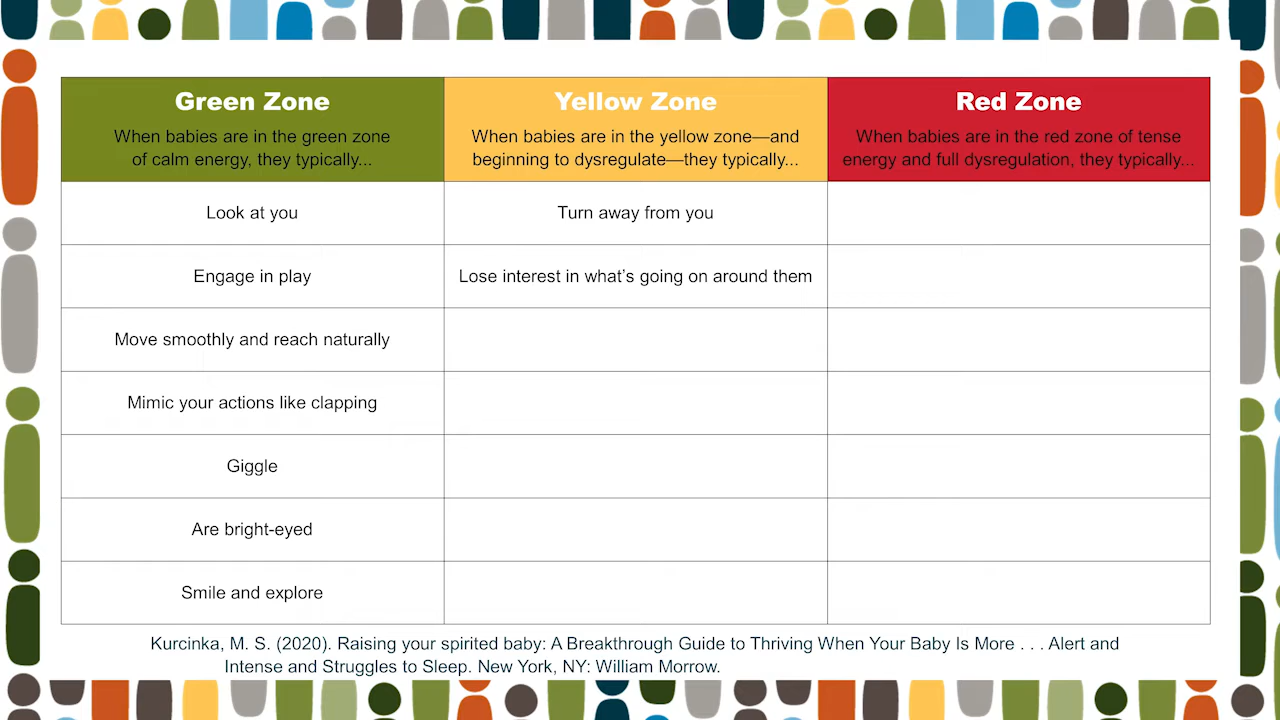 Green Zone
When babies are in the green zone
of calm energy, they typically...
Yellow Zone
When babies are in the yellow zone—and
beginning to dysregulate—they typically...
Red Zone
When babies are in the red zone of tense
energy and full dysregulation, they typically...
Look at you
Turn away from you
Engage in play
Lose interest in what’s going on around them
Move smoothly and reach naturally
Mimic your actions like clapping
Giggle
Are bright-eyed
Smile and explore
Kurcinka, M. S. (2020). Raising your spirited baby: A Breakthrough Guide to Thriving When Your Baby Is More . . . Alert and
Intense and Struggles to Sleep. New York, NY: William Morrow.